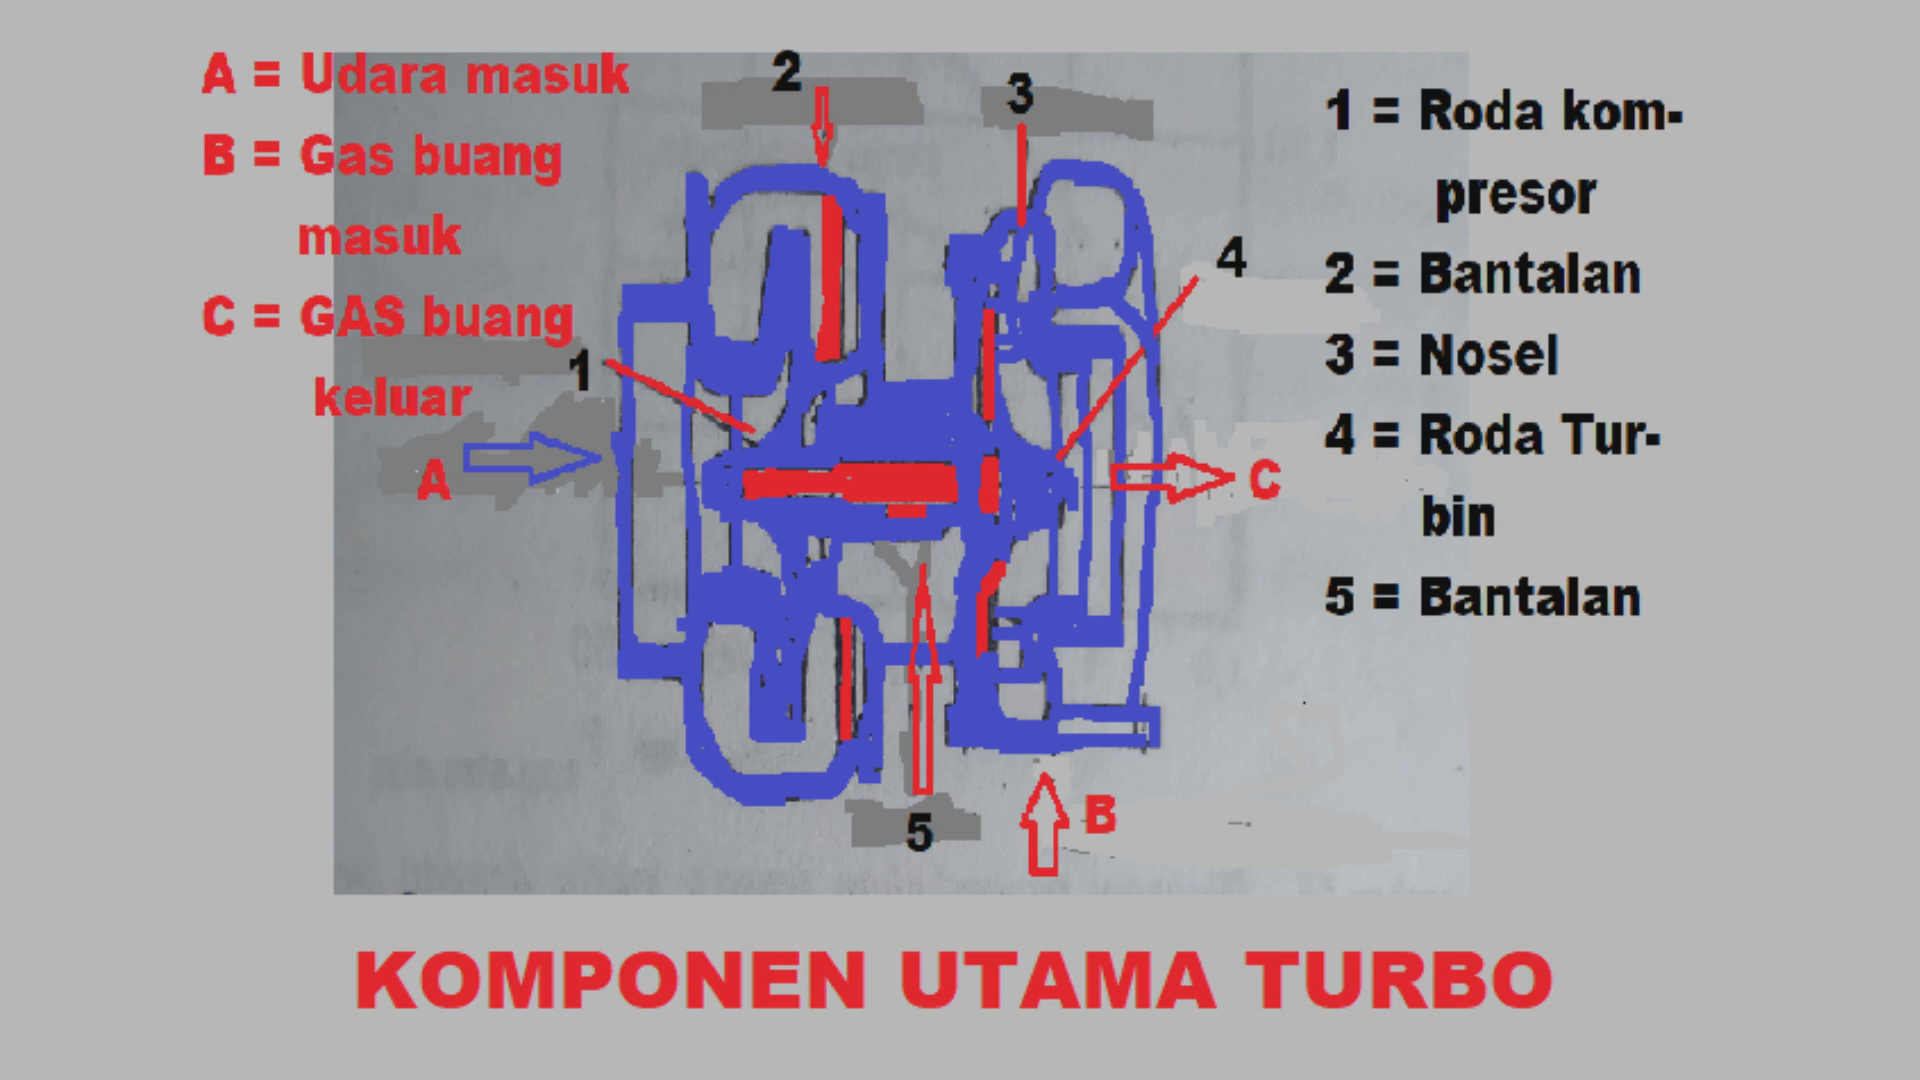 A = Udara masuk
B = Gas buang
masuk
C = GAS buang
keluar
2
3
4
1
A
C
5
B
1 = Roda kom-
presor
2 = Bantalan
3 = Nosel
4 = Roda Tur-
bin
5 = Bantalan
KOMPONEN UTAMA TURBO